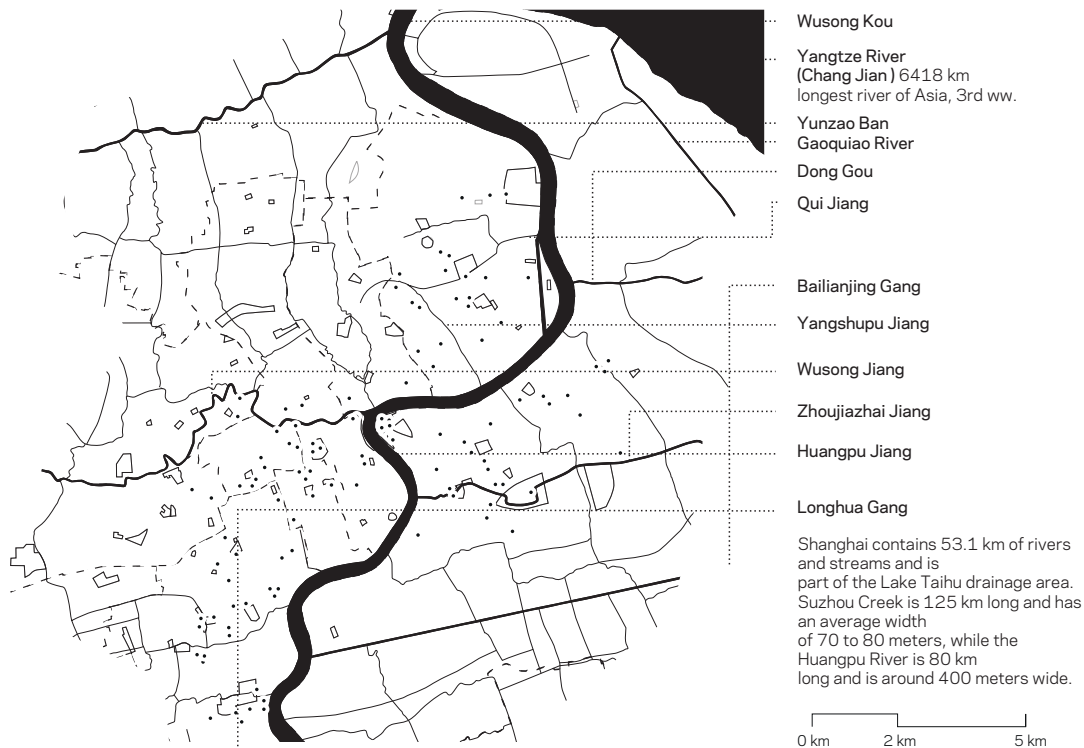 Wusong Kou
Yangtze River
(Chang Jian ) 6418 km
longest river of Asia, 3rd ww.
Yunzao Ban
Gaoquiao River
Dong Gou
Qui Jiang
Bailianjing Gang
Yangshupu Jiang
Wusong Jiang
Zhoujiazhai Jiang
Huangpu Jiang
Longhua Gang
Shanghai contains 53.1 km of rivers
and streams and is
part of the Lake Taihu drainage area.
Suzhou Creek is 125 km long and has
an average width
of 70 to 80 meters, while the
Huangpu River is 80 km
long and is around 400 meters wide.
0 km 2 km 5 km